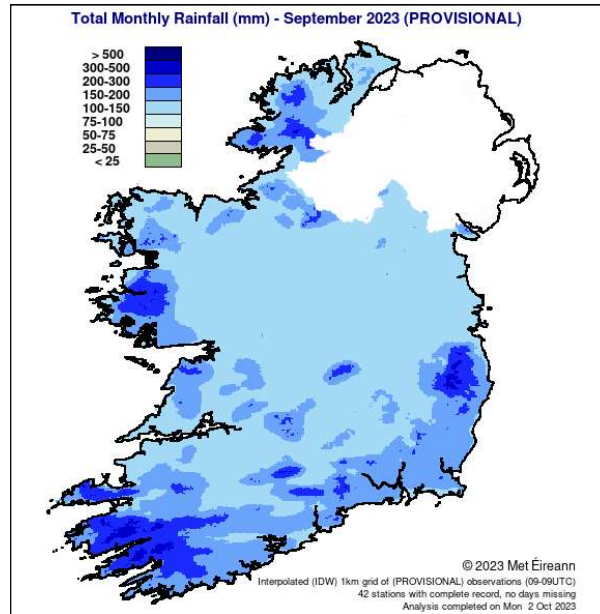 Total Monthly Rainfall (mm) - September 2023 (PROVISIONAL)
> 500
300-500
200-300
150-200
100-150
75-100
50-75
25-50
< 25
© 2023 Met Éireann
Interpolated (IDW) 1km grid of (PROVISIONAL) observations (09-09UTC)
42 stations with complete record, no days missing
Analysis completed on Mon  2 Oct 2023